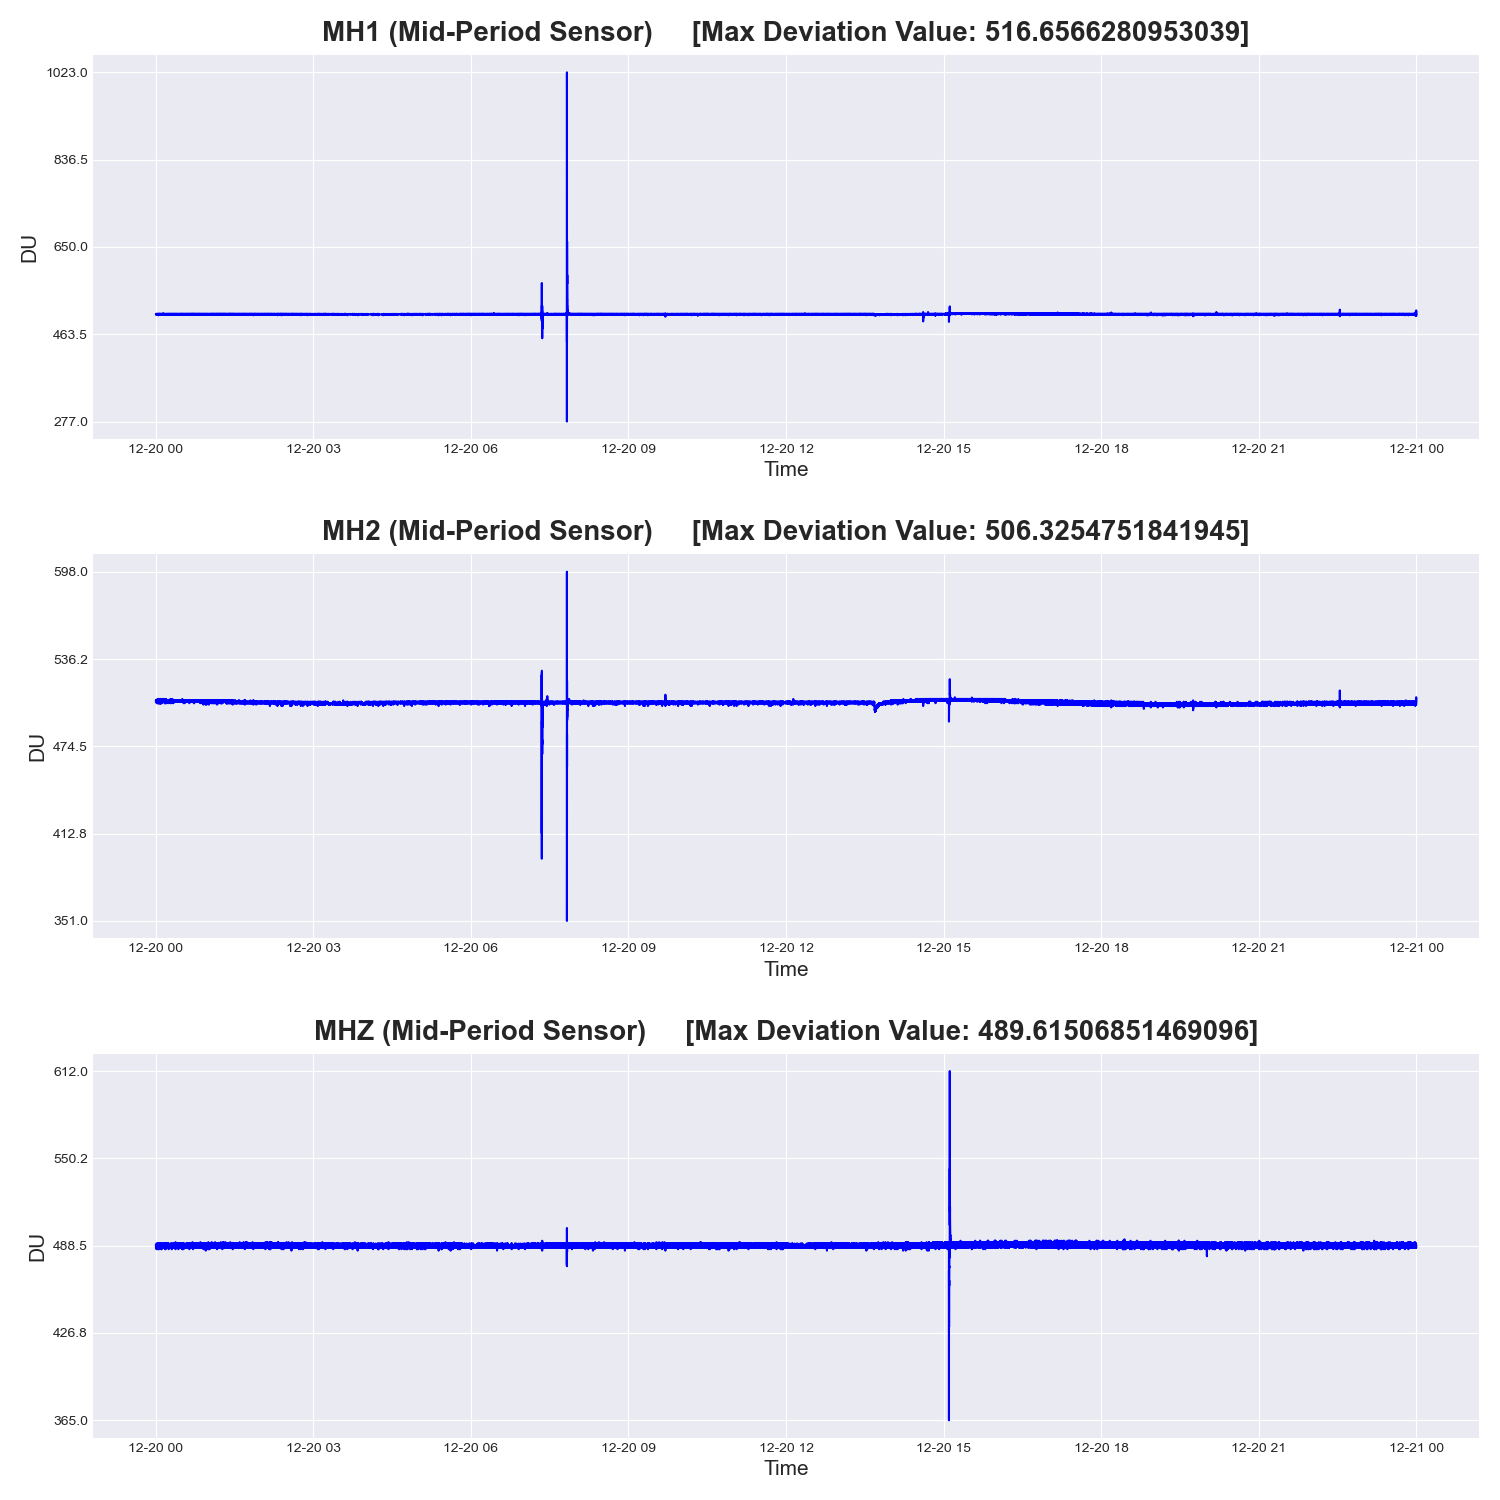 MH1 (Mid-Period Sensor) [Max Deviation Value: 516.6566280953039]
1023.0
836.5
650.0
463.5
277.0
DU
12-20 00 12-20 03 12-20 06 12-20 09 12-20 12 12-20 15 12-20 18 12-20 21 12-21 00
Time
MH2 (Mid-Period Sensor) [Max Deviation Value: 506.3254751841945]
598.0
536.2
474.5
412.8
351.0
DU
12-20 00 12-20 03 12-20 06 12-20 09 12-20 12 12-20 15 12-20 18 12-20 21 12-21 00
Time
MHZ (Mid-Period Sensor) [Max Deviation Value: 489.61506851469096]
612.0
550.2
488.5
426.8
365.0
DU
12-20 00 12-20 03 12-20 06 12-20 09 12-20 12 12-20 15 12-20 18 12-20 21 12-21 00
Time